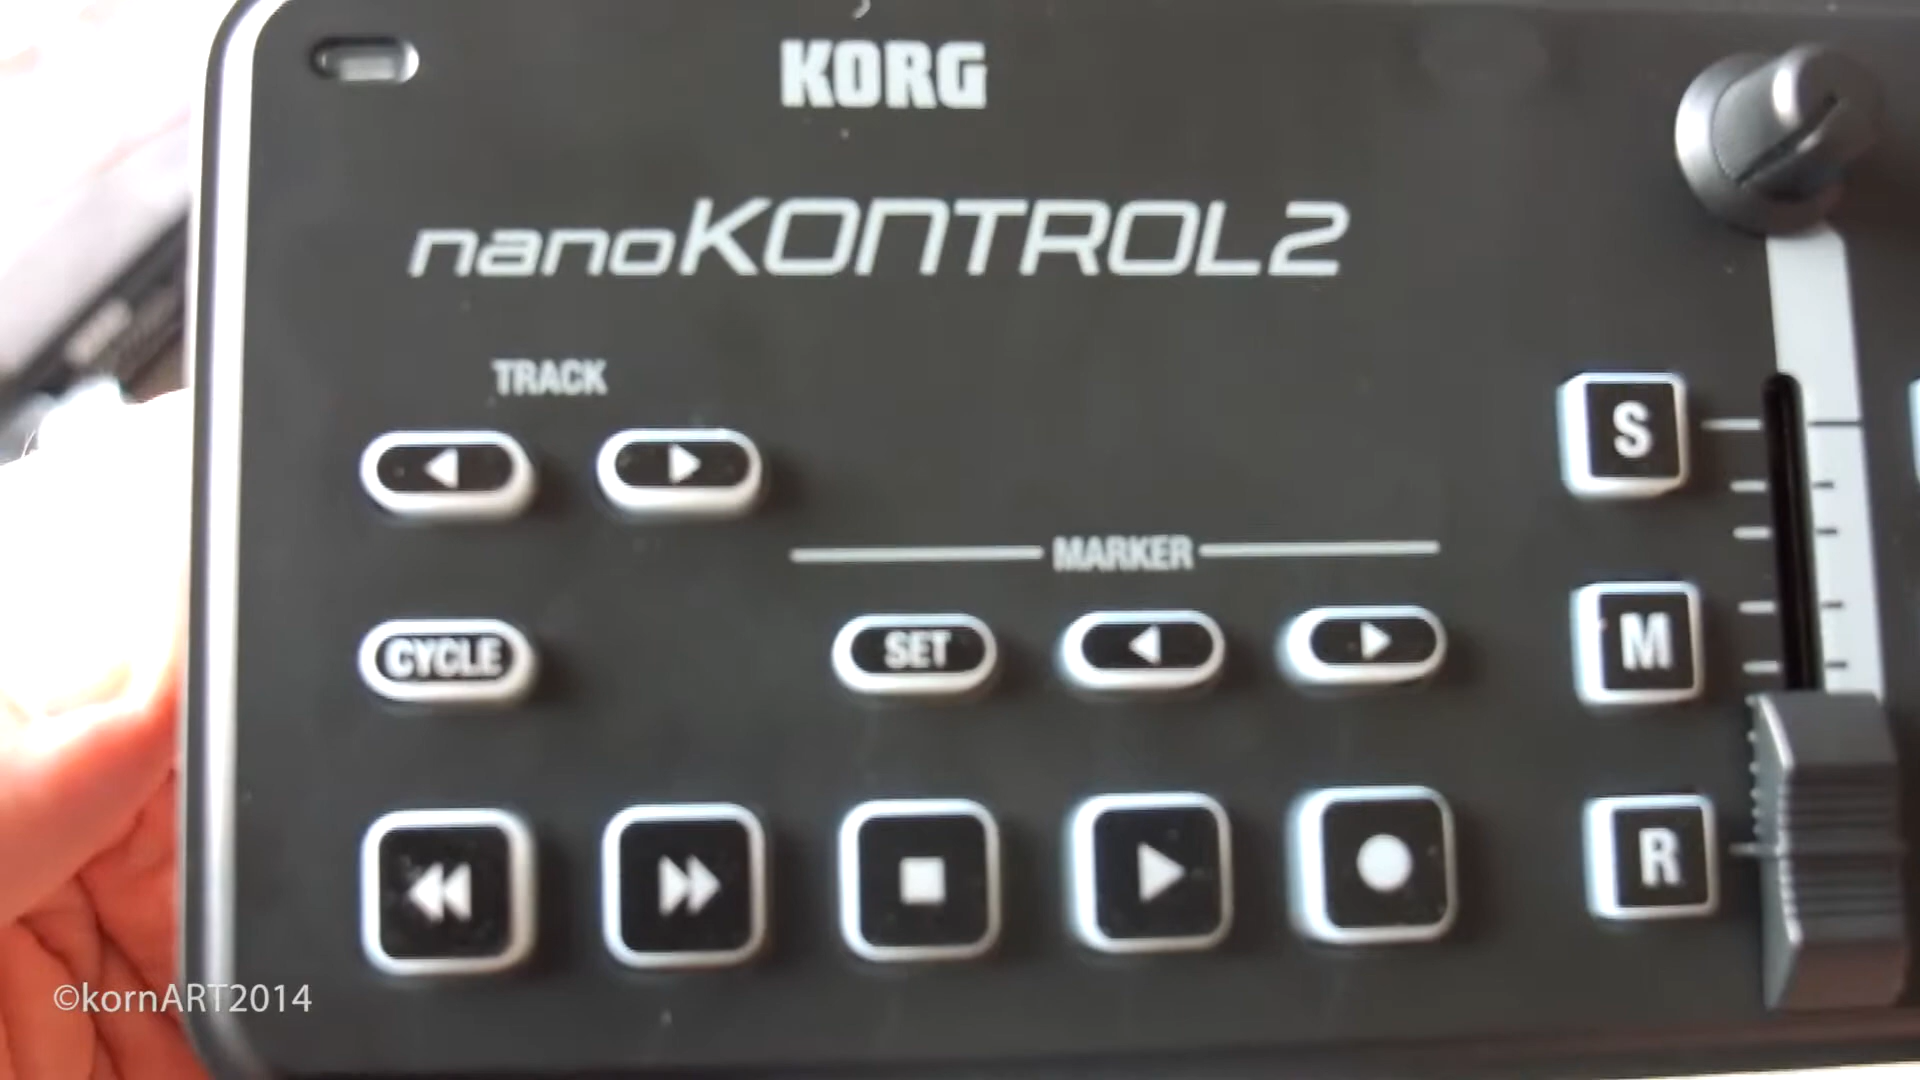 KORG
nanoKONTROL2
TRACK
S
MARKER
CYCLE
SET
M
R
©kornART2014